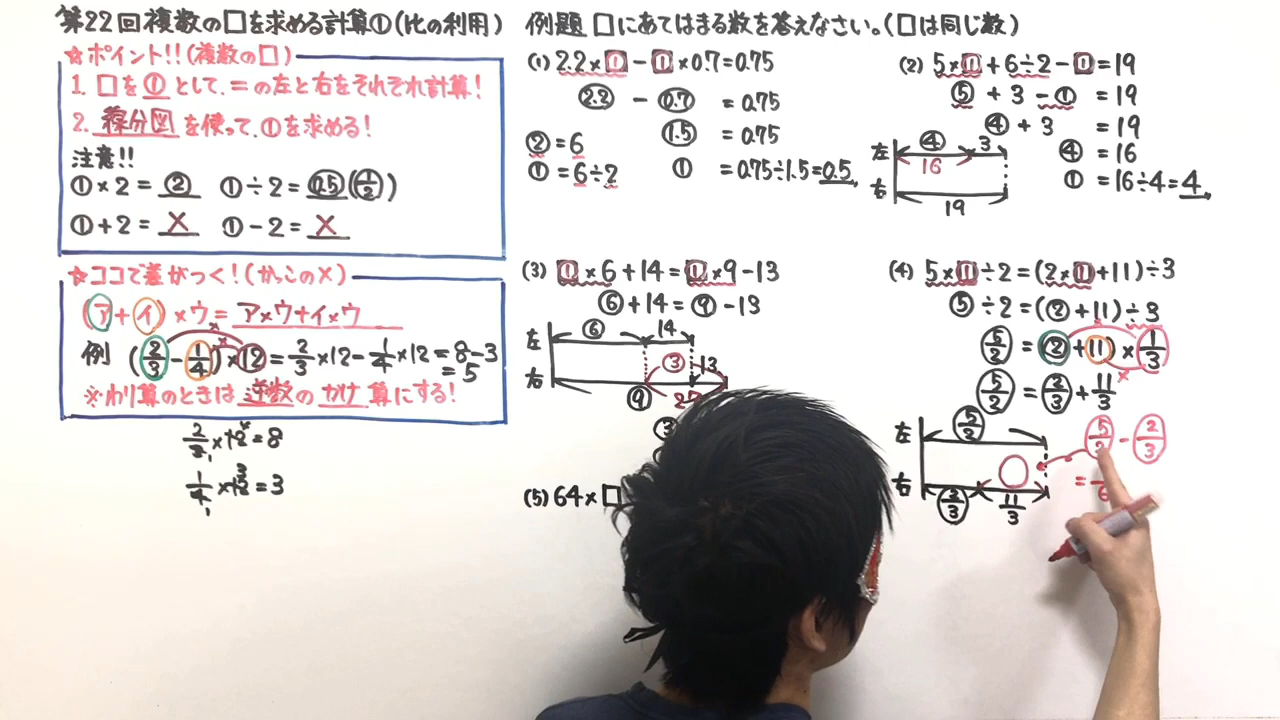 第22回 複数の□を求める計算①(比の利用)
☆ポイント!!(複数の□)
1. □を①として、=の左と右をそれぞれ計算!
2. 線分図を使って、①を求める!
注意!!
①×2=② ①÷2=0.5(1/2)
①+2=× ①-2=×
☆ココで差がつく!(かっこの×)
(ア+イ)×ウ=ア×ウ+イ×ウ
例 (2/3-1/4)×12=2/3×12-1/4×12=8-3
=5
※わり算のときは逆数のかけ算にする!
2/3×12=8
1/4×12=3
例題 □にあてはまる数を答えなさい。(□は同じ数)
(1) 2.2×①-①×0.7=0.75
2.2 - 0.7 = 0.75
1.5 = 0.75
②=6
①=6÷2
① = 0.75÷1.5=0.5
(2) 5×①+6÷2-①=19
⑤+3-①=19
④+3=19
④=16
①=16÷4=4
左 ④ 3
16
右
19
(3) ①×6+14=①×9-13
⑥+14=⑨-13
左 ⑥ 14
③ 13
右 ⑨
(4) 5×①÷2=(2×①+11)÷3
⑤÷2=(②+11)÷3
5/2=(②+11)×1/3
5/2=2/3+11/3
左 5/2
右 2/3 11/3
5/2-2/3
=
(5) 64×□